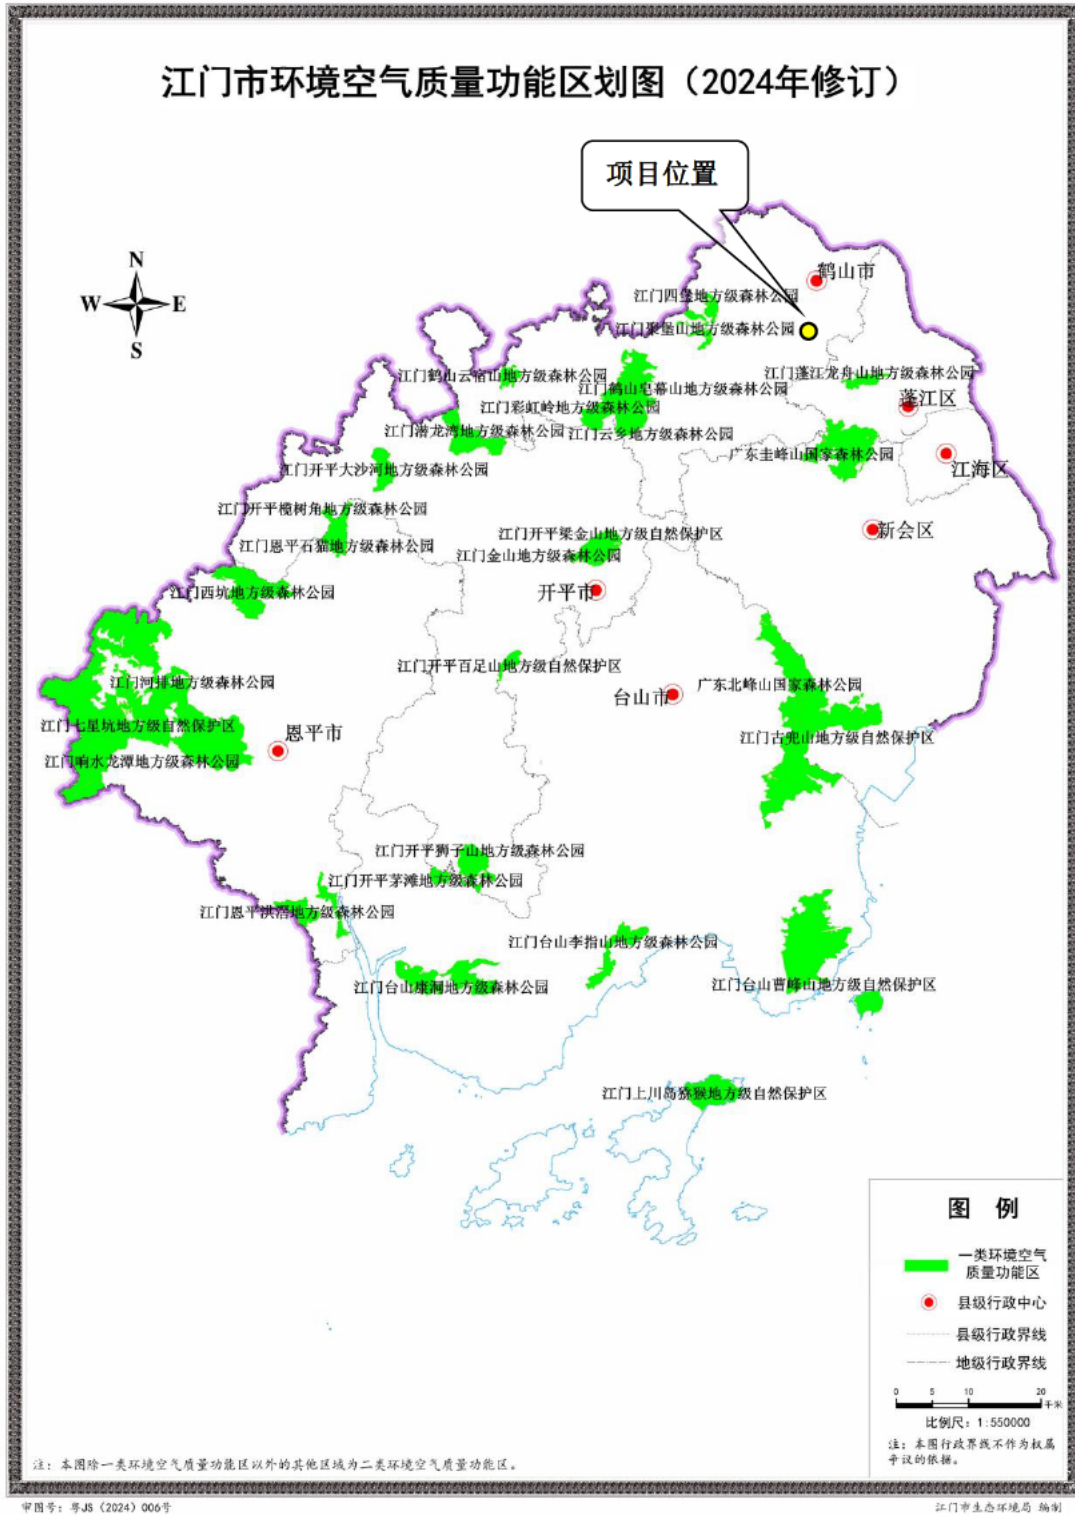 江门市环境空气质量功能区划图（2024年修订）
项目位置
N
W
E
S
鹤山市
江门四堡地方级森林公园
江门聚堡山地方级森林公园
江门蓬江龙舟山地方级森林公园
江门鹤山云宿山地方级森林公园
江门鹤山皂幕山地方级森林公园
蓬江区
江门彩虹岭地方级森林公园
江门潜龙湾地方级森林公园
江门云乡地方级森林公园
广东圭峰山国家森林公园
江海区
江门开平大沙河地方级森林公园
江门开平榄树角地方级森林公园
新会区
江门开平梁金山地方级自然保护区
江门恩平石猫地方级森林公园
江门金山地方级森林公园
开平市
江门西坑地方级森林公园
江门开平百足山地方级自然保护区
江门河排地方级森林公园
广东北峰山国家森林公园
台山市
江门七星坑地方级自然保护区
恩平市
江门古兜山地方级自然保护区
江门响水龙潭地方级森林公园
江门开平狮子山地方级森林公园
江门开平茅滩地方级森林公园
江门恩平洪滘地方级森林公园
江门台山李指山地方级森林公园
江门台山康洞地方级森林公园
江门台山曹峰山地方级自然保护区
江门上川岛猕猴地方级自然保护区
图 例
一类环境空气
质量功能区
县级行政中心
县级行政界线
地级行政界线
0 5 10 20
千米
比例尺：1:550000
注：本图行政界线不作为权属
争议的依据。
注：本图除一类环境空气质量功能区以外的其他区域为二类环境空气质量功能区。
审图号：粤JS（2024）006号
江门市生态环境局 编制